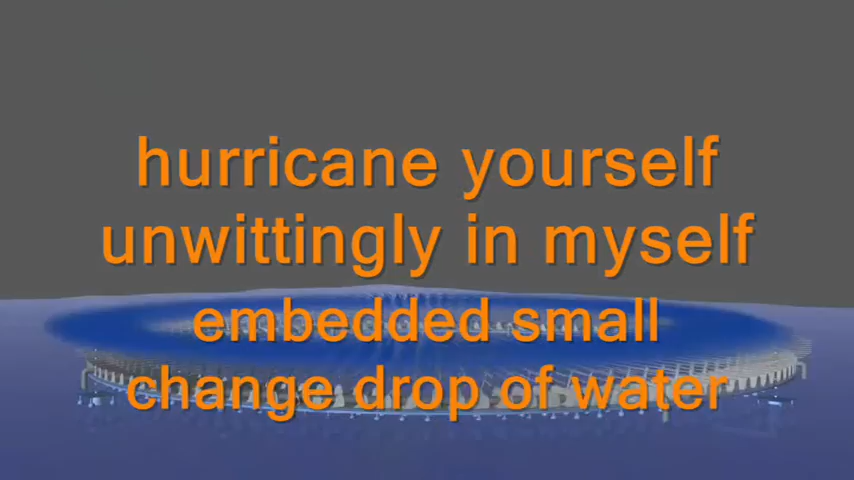 hurricane yourself
unwittingly in myself
embedded small
change drop of water